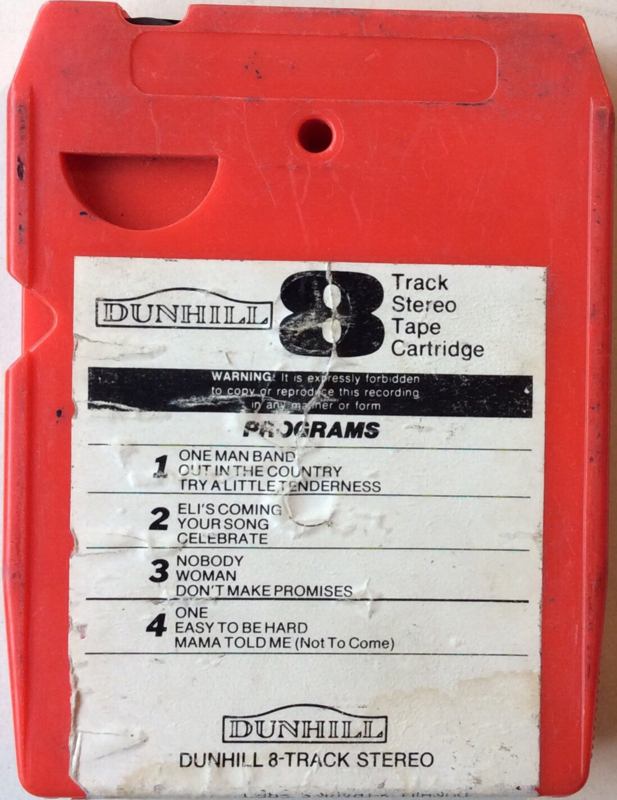 DUNHILL
8 Track
Stereo
Tape
Cartridge
WARNING: It is expressly forbidden
to copy or reproduce this recording
in any manner or form
PROGRAMS
1 ONE MAN BAND
OUT IN THE COUNTRY
TRY A LITTLE TENDERNESS
2 ELI'S COMING
YOUR SONG
CELEBRATE
3 NOBODY
WOMAN
DON'T MAKE PROMISES
4 ONE
EASY TO BE HARD
MAMA TOLD ME (Not To Come)
DUNHILL
DUNHILL 8-TRACK STEREO